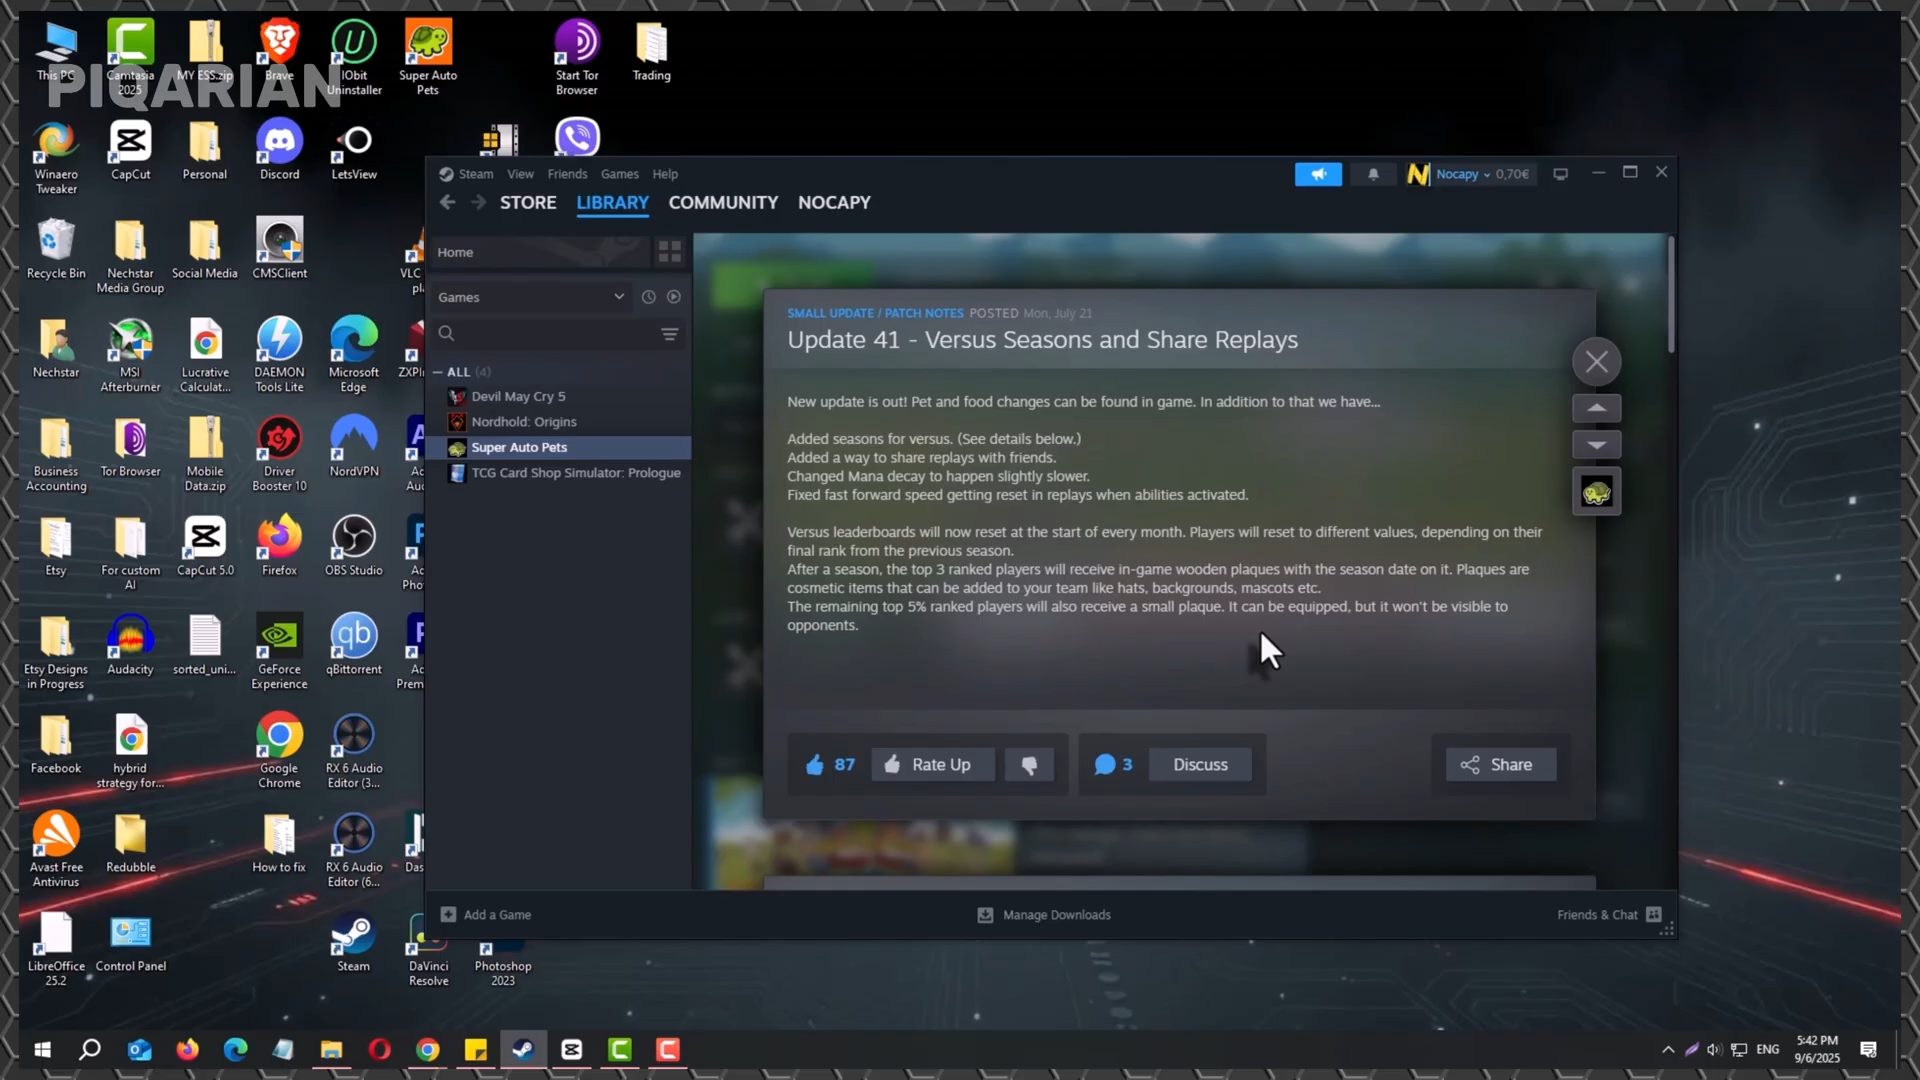 This PC
Camtasia
2025
MY ESS.zip
Brave
IObit
Uninstaller
Super Auto
Pets
Start Tor
Browser
Trading
PIQARIAN
Winaero
Tweaker
CapCut
Personal
Discord
LetsView
Recycle Bin
Nechstar
Media Group
Social Media
CMSClient
VLC
Nechstar
MSI
Afterburner
Lucrative
Calculat...
DAEMON
Tools Lite
Microsoft
Edge
Business
Accounting
Tor Browser
Mobile
Data.zip
Driver
Booster 10
NordVPN
Etsy
For custom
AI
CapCut 5.0
Firefox
OBS Studio
Etsy Designs
in Progress
Audacity
sorted_uni...
GeForce
Experience
qBittorrent
Facebook
hybrid
strategy for...
Google
Chrome
RX 6 Audio
Editor (3...
Avast Free
Antivirus
Redubble
How to fix
RX 6 Audio
Editor (6...
LibreOffice
25.2
Control Panel
Steam
DaVinci
Resolve
Photoshop
2023
Steam View Friends Games Help
Nocapy 0,70€
STORE LIBRARY COMMUNITY NOCAPY
Home
Games
ALL (4)
Devil May Cry 5
Nordhold: Origins
Super Auto Pets
TCG Card Shop Simulator: Prologue
SMALL UPDATE / PATCH NOTES POSTED Mon, July 21
Update 41 - Versus Seasons and Share Replays
New update is out! Pet and food changes can be found in game. In addition to that we have...
Added seasons for versus. (See details below.)
Added a way to share replays with friends.
Changed Mana decay to happen slightly slower.
Fixed fast forward speed getting reset in replays when abilities activated.
Versus leaderboards will now reset at the start of every month. Players will reset to different values, depending on their
final rank from the previous season.
After a season, the top 3 ranked players will receive in-game wooden plaques with the season date on it. Plaques are
cosmetic items that can be added to your team like hats, backgrounds, mascots etc.
The remaining top 5% ranked players will also receive a small plaque. It can be equipped, but it won't be visible to
opponents.
87 Rate Up 3 Discuss Share
Add a Game Manage Downloads Friends & Chat
ENG
5:42 PM
9/6/2025